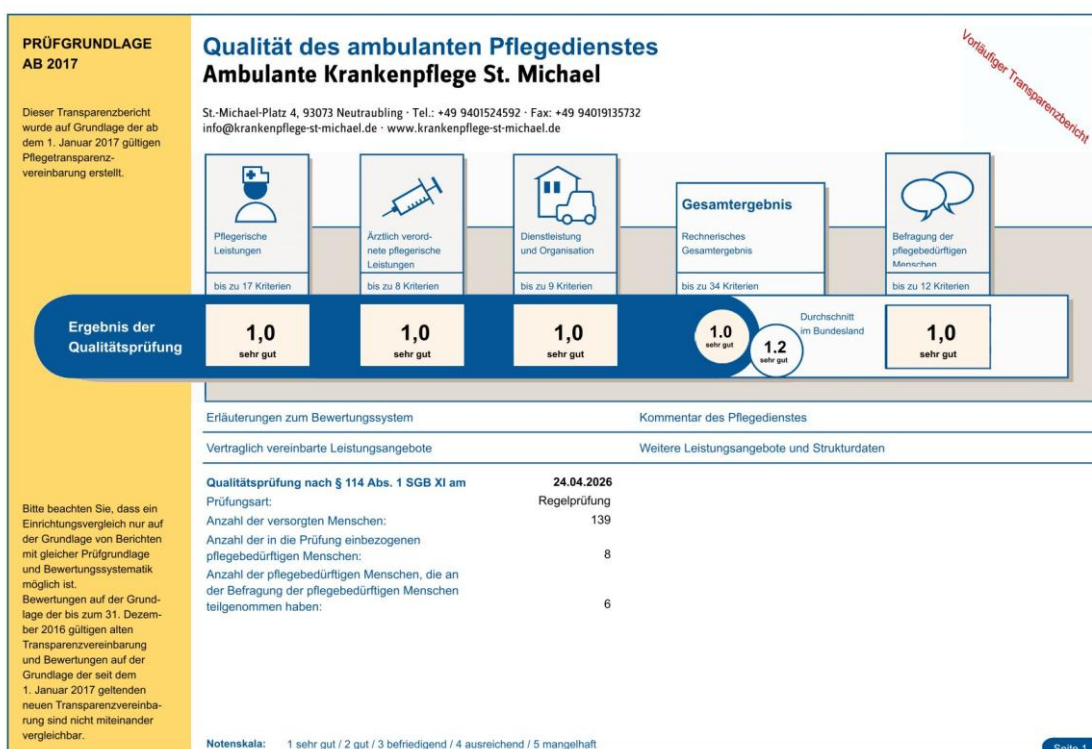 PRÜFGRUNDLAGE
AB 2017
Dieser Transparenzbericht
wurde auf Grundlage der ab
dem 1. Januar 2017 gültigen
Pflegetransparenz-
vereinbarung erstellt.
Bitte beachten Sie, dass ein
Einrichtungsvergleich nur auf
der Grundlage von Berichten
mit gleicher Prüfgrundlage
und Bewertungssystematik
möglich ist.
Bewertungen auf der Grund-
lage der bis zum 31. Dezem-
ber 2016 gültigen alten
Transparenzvereinbarung
und Bewertungen auf der
Grundlage der seit dem
1. Januar 2017 geltenden
neuen Transparenzvereinba-
rung sind nicht miteinander
vergleichbar.
Qualität des ambulanten Pflegedienstes
Ambulante Krankenpflege St. Michael
Vorläufiger Transparenzbericht
St.-Michael-Platz 4, 93073 Neutraubling · Tel.: +49 9401524592 · Fax: +49 94019135732
info@krankenpflege-st-michael.de · www.krankenpflege-st-michael.de
Pflegerische
Leistungen
bis zu 17 Kriterien
Ärztlich verord-
nete pflegerische
Leistungen
bis zu 8 Kriterien
Dienstleistung
und Organisation
bis zu 9 Kriterien
Gesamtergebnis
Rechnerisches
Gesamtergebnis
bis zu 34 Kriterien
Befragung der
pflegebedürftigen
Menschen
bis zu 12 Kriterien
Ergebnis der
Qualitätsprüfung
1,0
sehr gut
1,0
sehr gut
1,0
sehr gut
1.0
sehr gut
1.2
sehr gut
Durchschnitt
im Bundesland
1,0
sehr gut
Erläuterungen zum Bewertungssystem
Kommentar des Pflegedienstes
Vertraglich vereinbarte Leistungsangebote
Weitere Leistungsangebote und Strukturdaten
Qualitätsprüfung nach § 114 Abs. 1 SGB XI am 24.04.2026
Prüfungsart: Regelprüfung
Anzahl der versorgten Menschen: 139
Anzahl der in die Prüfung einbezogenen
pflegebedürftigen Menschen: 8
Anzahl der pflegebedürftigen Menschen, die an
der Befragung der pflegebedürftigen Menschen
teilgenommen haben: 6
Notenskala: 1 sehr gut / 2 gut / 3 befriedigend / 4 ausreichend / 5 mangelhaft
Seite 1